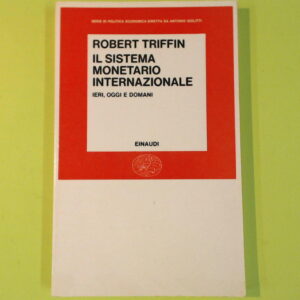 SERIE DI POLITICA ECONOMICA DIRETTA DA ANTONIO GIOLITTI
ROBERT TRIFFIN
IL SISTEMA
MONETARIO
INTERNAZIONALE
IERI, OGGI E DOMANI
EINAUDI